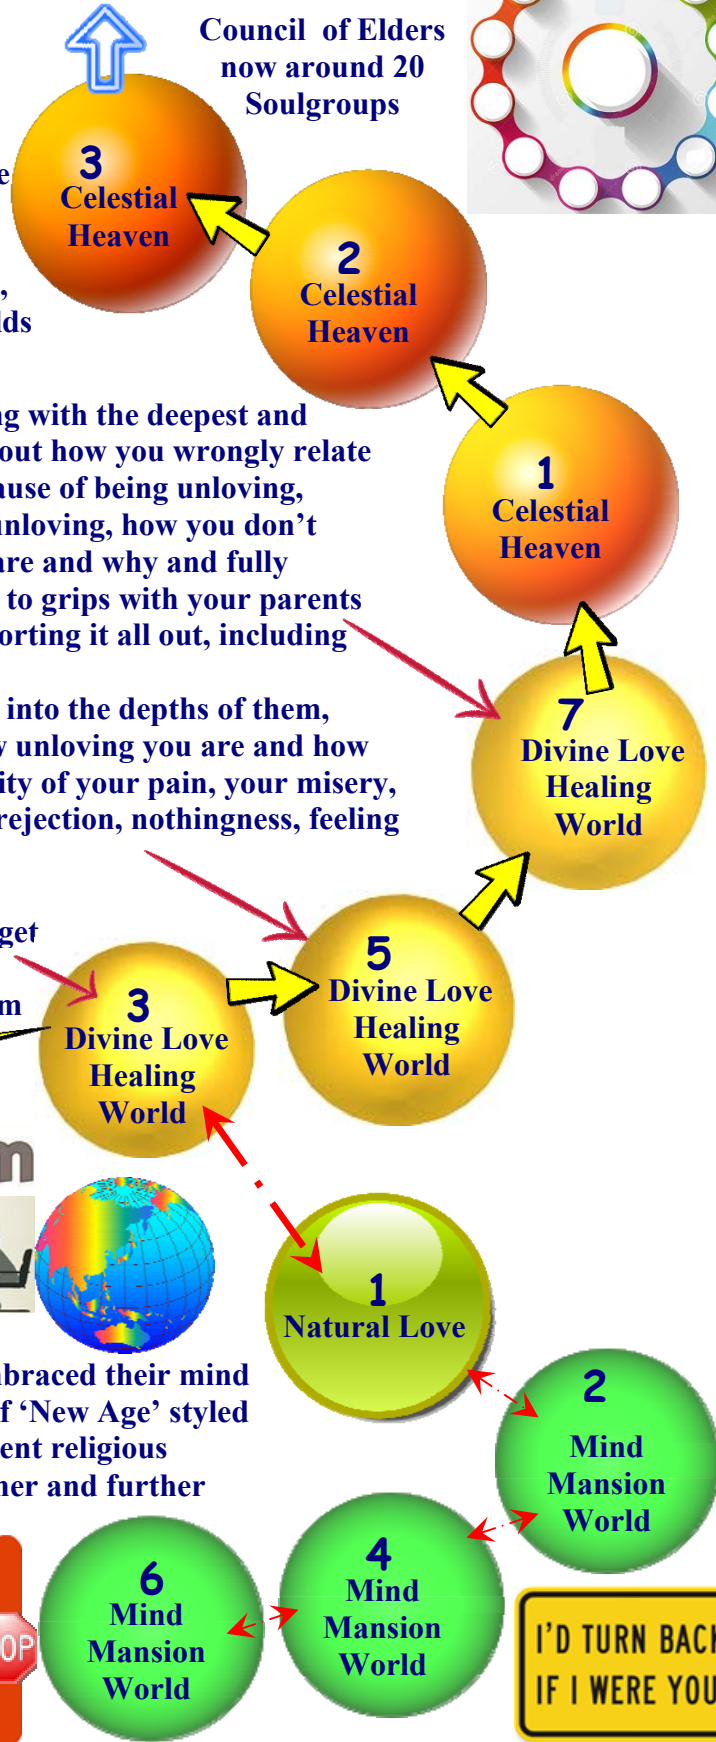 Council of Elders
now around 20
Soulgroups
3
Celestial
Heaven
2
Celestial
Heaven
,
ng with the deepest and
out how you wrongly relate
ause of being unloving,
unloving, how you don’t
are and why and fully
to grips with your parents
orting it all out, including
1
Celestial
Heaven
into the depths of them,
unloving you are and how
ity of your pain, your misery,
rejection, nothingness, feeling
7
Divine Love
Healing
World
get
5
Divine Love
Healing
World
3
Divine Love
Healing
World
m
1
Natural Love
braced their mind
f ‘New Age’ styled
ent religious
her and further
2
Mind
Mansion
World
4
Mind
Mansion
World
6
Mind
Mansion
World
OP
I’D TURN BACK
IF I WERE YOU